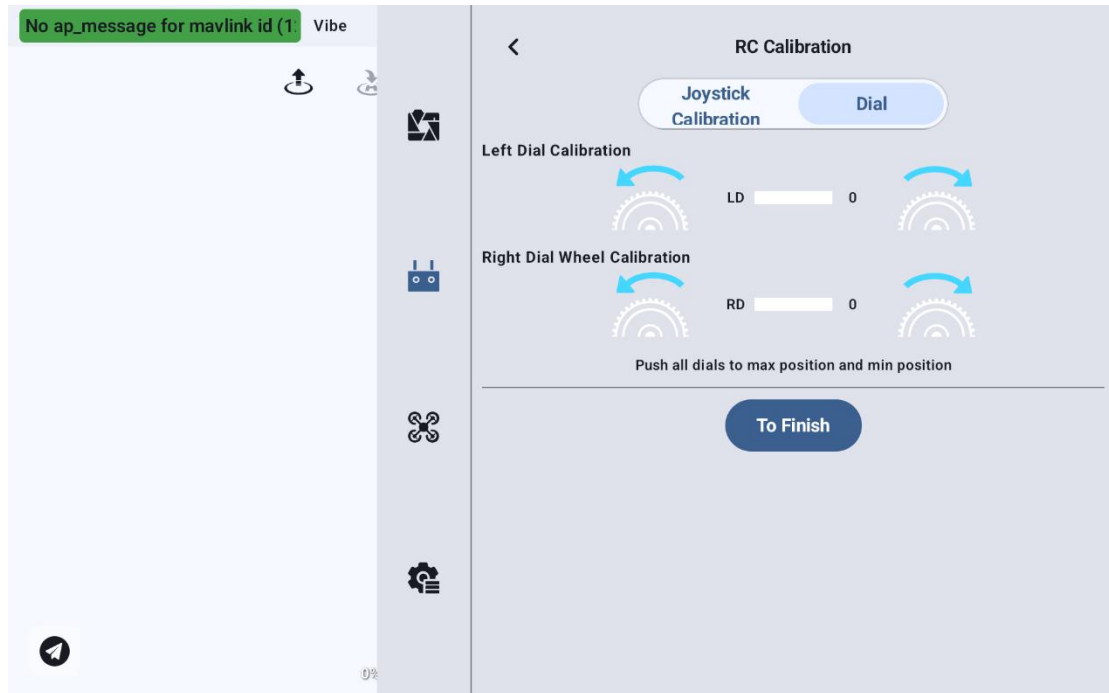 No ap_message for mavlink id (1
Vibe
RC Calibration
Joystick
Calibration
Dial
Left Dial Calibration
LD
0
Right Dial Wheel Calibration
RD
0
Push all dials to max position and min position
To Finish
0%